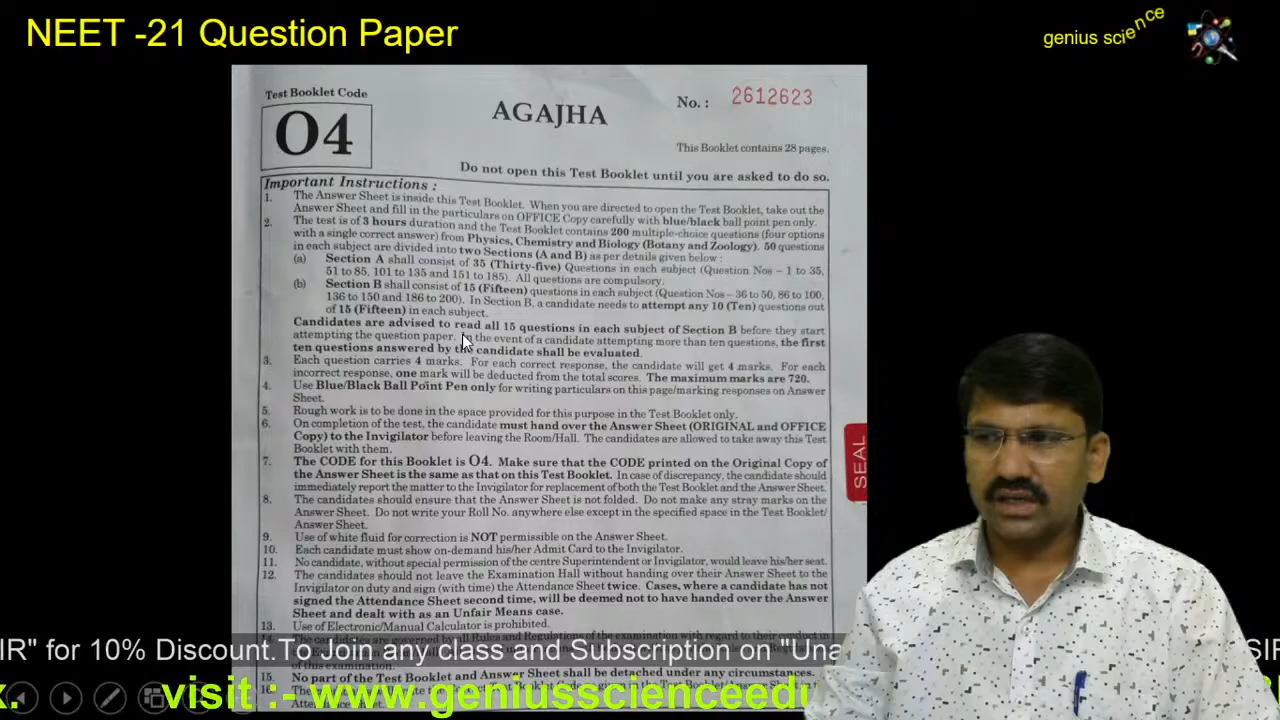 NEET -21 Question Paper
genius science
Test Booklet Code
O4
AGAJHA
No. : 2612623
This Booklet contains 28 pages.
Do not open this Test Booklet until you are asked to do so.
Important Instructions :
1. The Answer Sheet is inside this Test Booklet. When you are directed to open the Test Booklet, take out the
Answer Sheet and fill in the particulars on OFFICE Copy carefully with blue/black ball point pen only.
2. The test is of 3 hours duration and the Test Booklet contains 200 multiple-choice questions (four options
with a single correct answer) from Physics, Chemistry and Biology (Botany and Zoology). 50 questions
in each subject are divided into two Sections (A and B) as per details given below :
(a) Section A shall consist of 35 (Thirty-five) Questions in each subject (Question Nos – 1 to 35,
51 to 85, 101 to 135 and 151 to 185). All questions are compulsory.
(b) Section B shall consist of 15 (Fifteen) questions in each subject (Question Nos – 36 to 50, 86 to 100,
136 to 150 and 186 to 200). In Section B, a candidate needs to attempt any 10 (Ten) questions out
of 15 (Fifteen) in each subject.
Candidates are advised to read all 15 questions in each subject of Section B before they start
attempting the question paper. In the event of a candidate attempting more than ten questions, the first
ten questions answered by the candidate shall be evaluated.
3. Each question carries 4 marks. For each correct response, the candidate will get 4 marks. For each
incorrect response, one mark will be deducted from the total scores. The maximum marks are 720.
4. Use Blue/Black Ball Point Pen only for writing particulars on this page/marking responses on Answer
Sheet.
5. Rough work is to be done in the space provided for this purpose in the Test Booklet only.
6. On completion of the test, the candidate must hand over the Answer Sheet (ORIGINAL and OFFICE
Copy) to the Invigilator before leaving the Room/Hall. The candidates are allowed to take away this Test
Booklet with them.
7. The CODE for this Booklet is O4. Make sure that the CODE printed on the Original Copy of
the Answer Sheet is the same as that on this Test Booklet. In case of discrepancy, the candidate should
immediately report the matter to the Invigilator for replacement of both the Test Booklet and the Answer Sheet.
8. The candidates should ensure that the Answer Sheet is not folded. Do not make any stray marks on the
Answer Sheet. Do not write your Roll No. anywhere else except in the specified space in the Test Booklet/
Answer Sheet.
9. Use of white fluid for correction is NOT permissible on the Answer Sheet.
10. Each candidate must show on-demand his/her Admit Card to the Invigilator.
11. No candidate, without special permission of the centre Superintendent or Invigilator, would leave his/her seat.
12. The candidates should not leave the Examination Hall without handing over their Answer Sheet to the
Invigilator on duty and sign (with time) the Attendance Sheet twice. Cases, where a candidate has not
signed the Attendance Sheet second time, will be deemed not to have handed over the Answer
Sheet and dealt with as an Unfair Means case.
13. Use of Electronic/Manual Calculator is prohibited.
14. The candidates are governed by all Rules and Regulations of the examination with regard to their conduct in
of this examination.
15. No part of the Test Booklet and Answer Sheet shall be detached under any circumstances.
16. The
Attendance Sheet.
SEAL
IR" for 10% Discount.To Join any Class and Subscription on "Una
SIR
x. visit :- www.geniusscienceedu